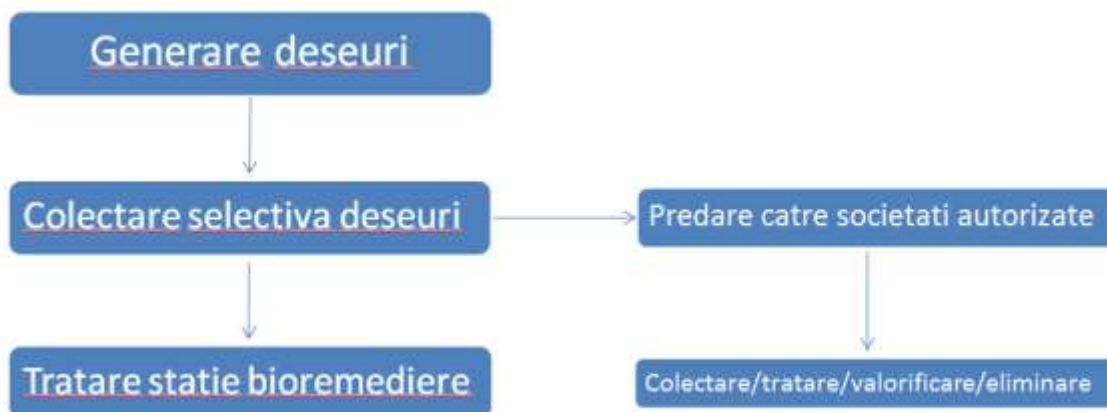 Generare deseuri
Colectare selectiva deseuri
Predare catre societati autorizate
Tratare statie bioremediere
Colectare/tratare/valorificare/eliminare